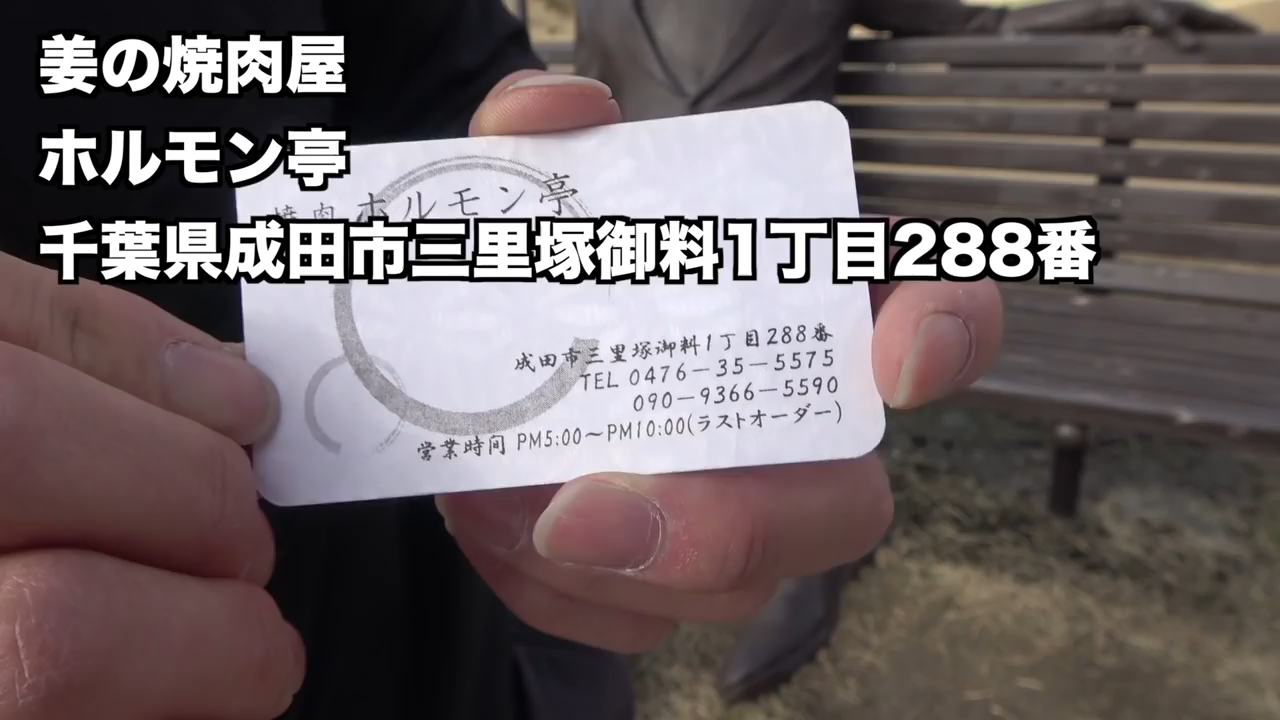 姜の焼肉屋
ホルモン亭
千葉県成田市三里塚御料1丁目288番
焼肉 ホルモン亭
成田市三里塚御料1丁目288番
TEL 0476－35－5575
090－9366－5590
営業時間 PM5:00～PM10:00(ラストオーダー)